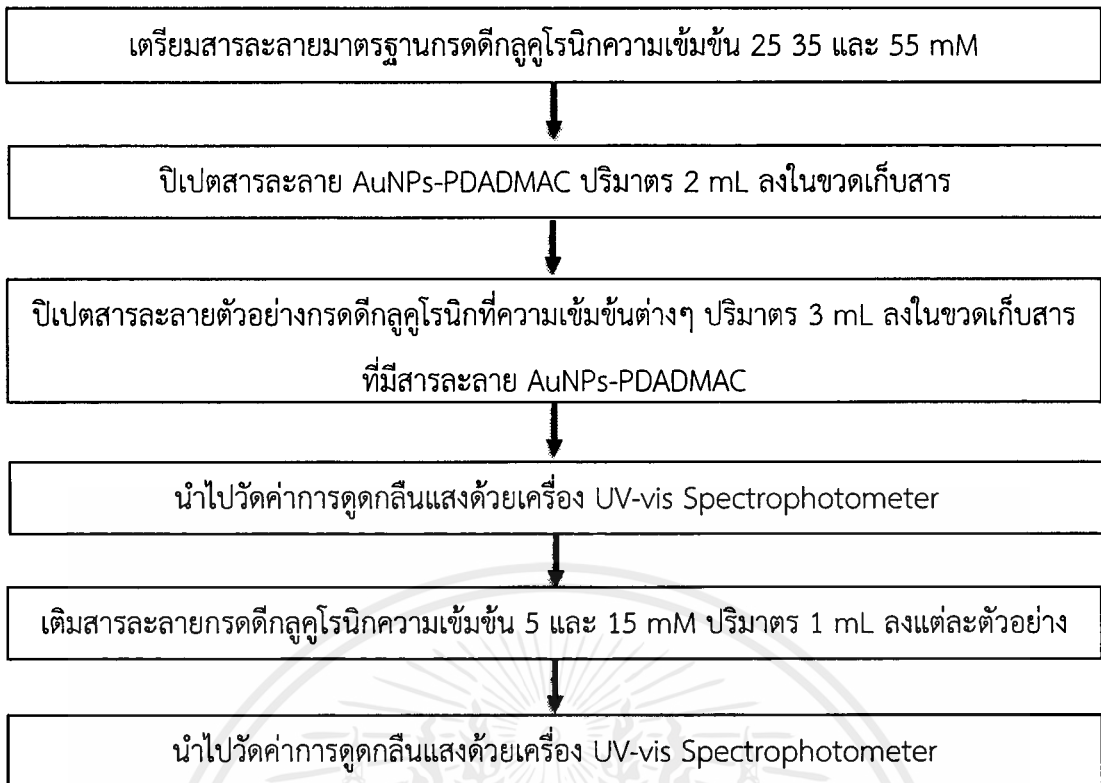 เตรียมสารละลายมาตรฐานกรดดีกลูคูโรนิกความเข้มข้น 25 35 และ 55 mM
ปิเปตสารละลาย AuNPs-PDADMAC ปริมาตร 2 mL ลงในขวดเก็บสาร
ปิเปตสารละลายตัวอย่างกรดดีกลูคูโรนิกที่ความเข้มข้นต่างๆ ปริมาตร 3 mL ลงในขวดเก็บสาร
ที่มีสารละลาย AuNPs-PDADMAC
นำไปวัดค่าการดูดกลืนแสงด้วยเครื่อง UV-vis Spectrophotometer
เติมสารละลายกรดดีกลูคูโรนิกความเข้มข้น 5 และ 15 mM ปริมาตร 1 mL ลงแต่ละตัวอย่าง
นำไปวัดค่าการดูดกลืนแสงด้วยเครื่อง UV-vis Spectrophotometer